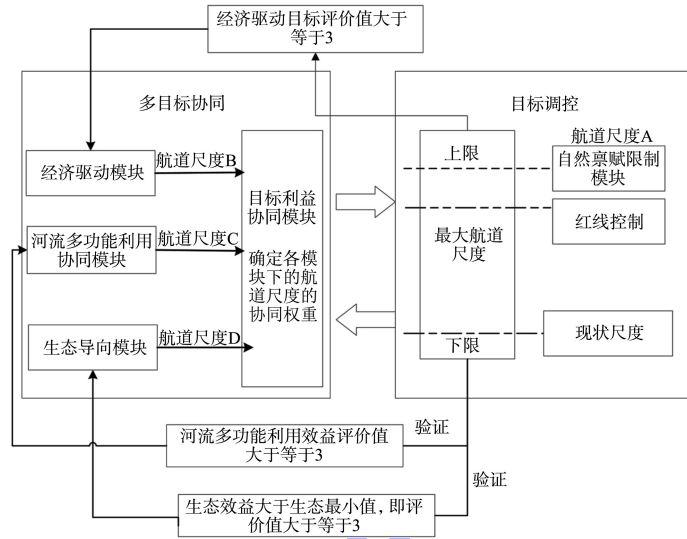 经济驱动目标评价值大于
等于3
多目标协同
目标调控
经济驱动模块
航道尺度B
河流多功能利用
协同模块
航道尺度C
生态导向模块
航道尺度D
目标利益
协同模块
确定各模
块下的航
道尺度的
协同权重
上限
最大航道
尺度
下限
航道尺度A
自然禀赋限制
模块
红线控制
现状尺度
河流多功能利用效益评价值
大于等于3
验证
生态效益大于生态最小值，即评
价值大于等于3
验证